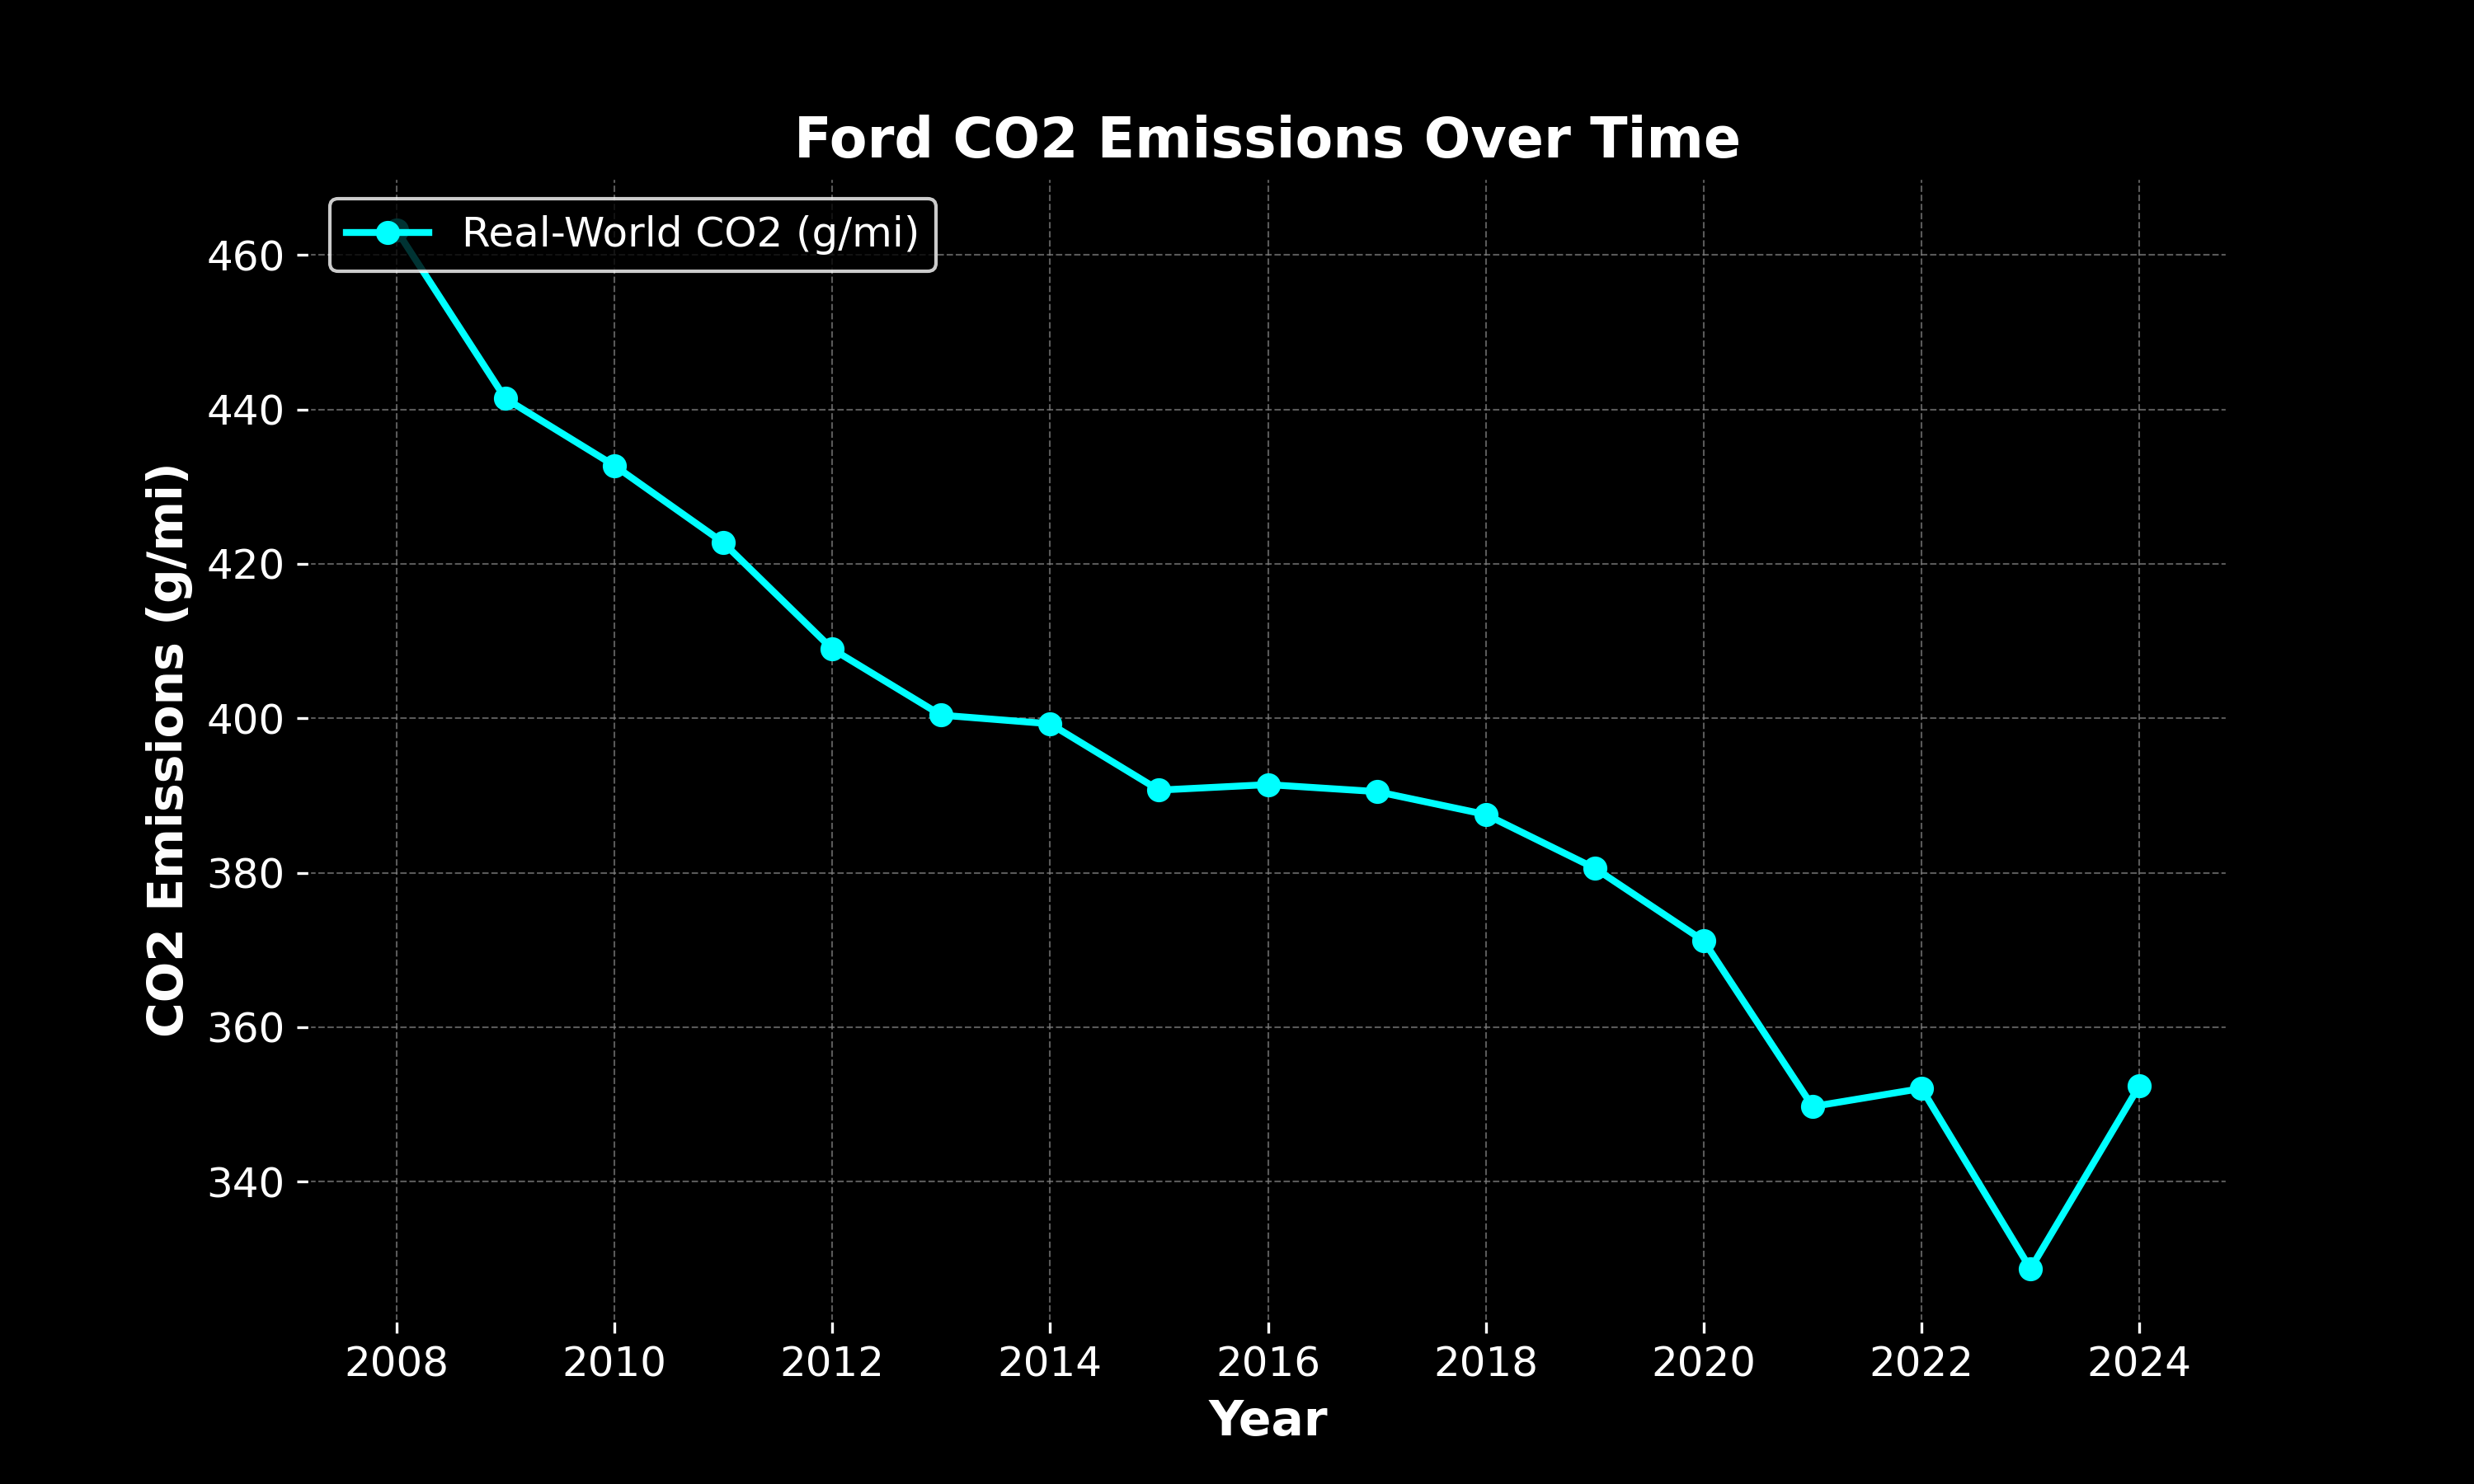 Ford CO2 Emissions Over Time
Real-World CO2 (g/mi)
CO2 Emissions (g/mi)
460
440
420
400
380
360
340
2008 2010 2012 2014 2016 2018 2020 2022 2024
Year